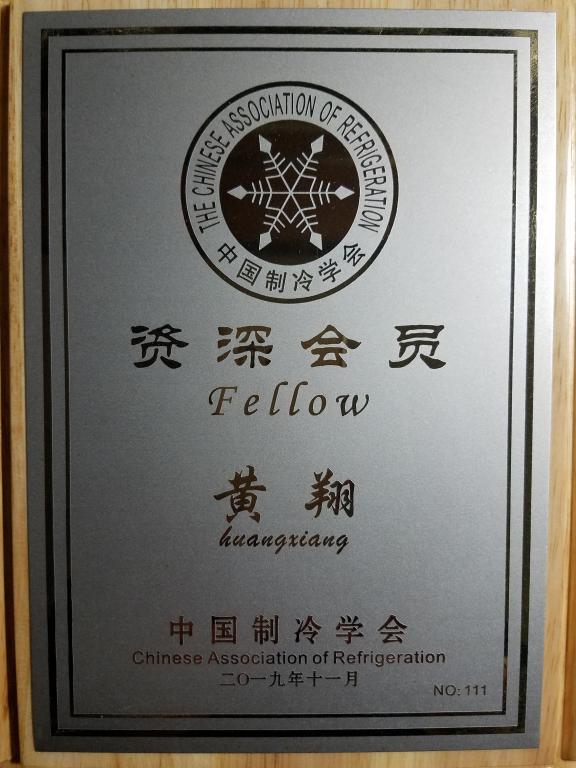 THE CHINESE ASSOCIATION OF REFRIGERATION
中国制冷学会
资深会员
Fellow
黄翔
huangxiang
中国制冷学会
Chinese Association of Refrigeration
二〇一九年十一月
NO: 111